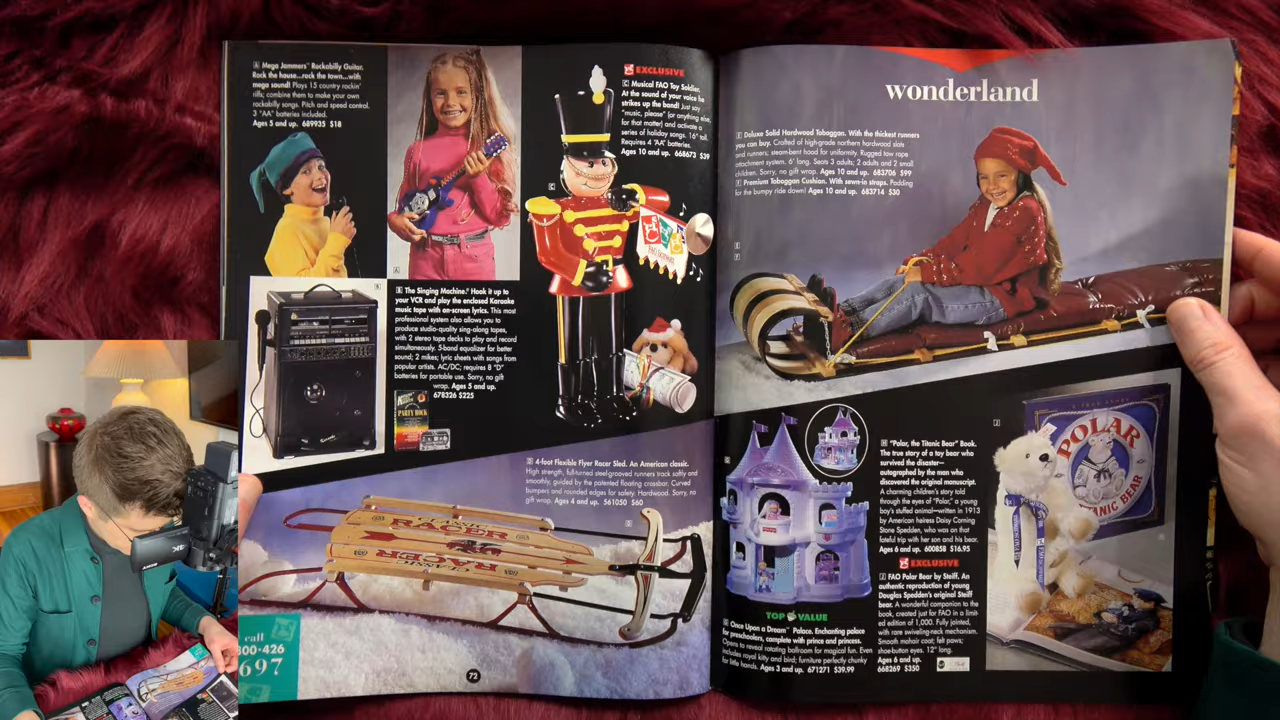 A Mega Jammers™ Rockabilly Guitar.
Rock the house...rock the town...with
mega sound! Plays 15 country rockin'
riffs; combine them to make your own
rockabilly songs. Pitch and speed control.
3 "AA" batteries included.
Ages 5 and up. 689935 $18
A
EXCLUSIVE
C Musical FAO Toy Soldier.
At the sound of your voice he
strikes up the band! Just say
"music, please" (or anything else,
for that matter) and activate a
series of holiday songs. 16" tall.
Requires 4 "AA" batteries.
Ages 10 and up. 668673 $39
C
B
B The Singing Machine.® Hook it up to
your VCR and play the enclosed Karaoke
music tape with on-screen lyrics. This most
professional system also allows you to
produce studio-quality sing-along tapes,
with 2 stereo tape decks to play and record
simultaneously. 5-band equalizer for better
sound; 2 mikes; lyric sheets with songs from
popular artists. AC/DC; requires 8 "D"
batteries for portable use. Sorry, no gift
wrap. Ages 5 and up.
678326 $225
PARTY ROCK
D 4-foot Flexible Flyer Racer Sled. An American classic.
High strength, full-turned steel-grooved runners track softly and
smoothly, guided by the patented floating crossbar. Curved
bumpers and rounded edges for safety. Hardwood. Sorry, no
gift wrap. Ages 4 and up. 561050 $60
D
CLASSIC
RACER
RACER
CLASSIC
call
800·426
697
72
wonderland
E Deluxe Solid Hardwood Toboggan. With the thickest runners
you can buy. Crafted of high-grade northern hardwood slats
and runners; steam-bent hood for uniformity. Rugged tow rope
attachment system. 6' long. Seats 3 adults; 2 adults and 2 small
children. Sorry, no gift wrap. Ages 10 and up. 683706 $99
F Premium Toboggan Cushion. With sewn-in straps. Padding
for the bumpy ride down! Ages 10 and up. 683714 $30
E
F
G
TOP VALUE
G Once Upon a Dream™ Palace. Enchanting palace
for preschoolers, complete with prince and princess.
Opens to reveal rotating ballroom for magical fun. Even
includes royal kitty and bird; furniture perfectly chunky
for little hands. Ages 3 and up. 671271 $39.99
H "Polar, the Titanic Bear" Book.
The true story of a toy bear who
survived the disaster—
autographed by the man who
discovered the original manuscript.
A charming children's story told
through the eyes of "Polar," a young
boy's stuffed animal—written in 1913
by American heiress Daisy Corning
Stone Spedden, who was on that
fateful trip with her son and his bear.
Ages 6 and up. 600858 $16.95
EXCLUSIVE
J FAO Polar Bear by Steiff. An
authentic reproduction of young
Douglas Spedden's original Steiff
bear. A wonderful companion to the
book, created just for FAO in a limit-
ed edition of 1,000. Fully jointed,
with rare swiveling-neck mechanism.
Smooth mohair coat; felt paws;
shoe-button eyes. 12" long.
Ages 6 and up.
668269 $350
J
A TRUE STORY
POLAR
TITANIC BEAR
SONY
4K